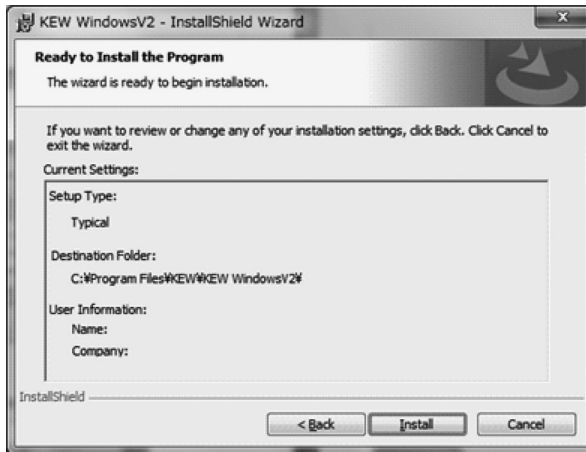 KEW WindowsV2 - InstallShield Wizard
Ready to Install the Program
The wizard is ready to begin installation.
If you want to review or change any of your installation settings, click Back. Click Cancel to
exit the wizard.
Current Settings:
Setup Type:
Typical
Destination Folder:
C:¥Program Files¥KEW¥KEW WindowsV2¥
User Information:
Name:
Company:
InstallShield
< Back
Install
Cancel